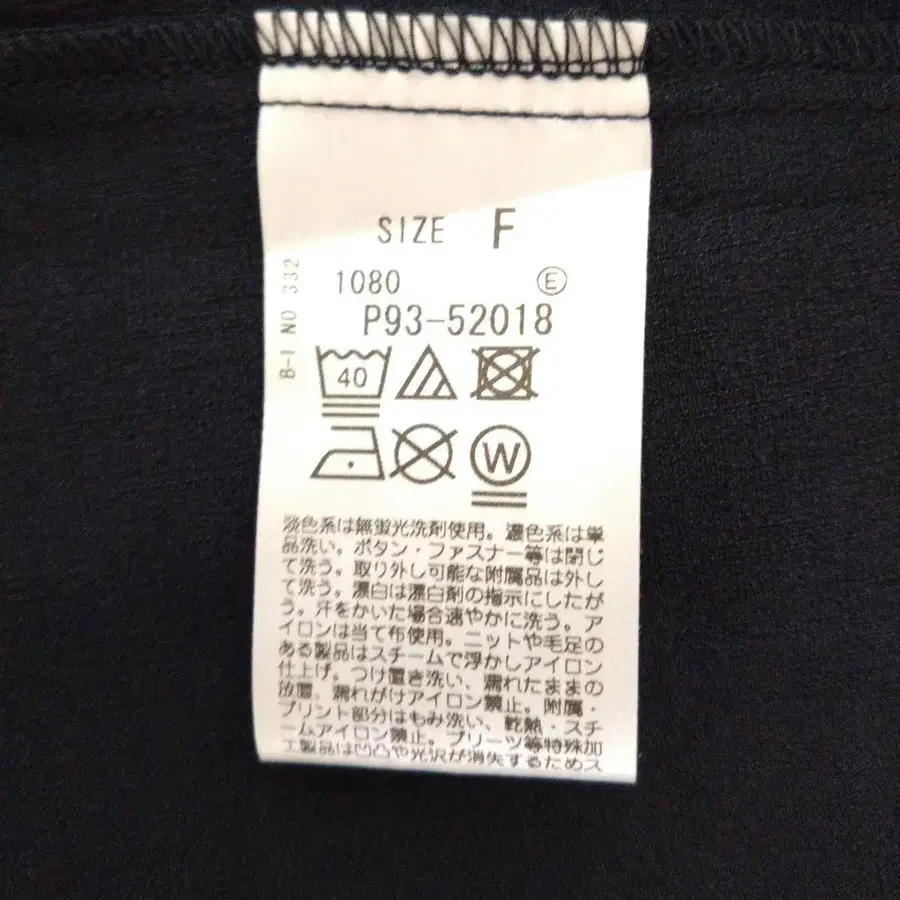 SIZE F
1080 E
P93-52018
B-1 NO 332
40
W
淡色系は無蛍光洗剤使用。濃色系は単
品洗い。ボタン・ファスナー等は閉じ
て洗う。取り外し可能な附属品は外し
て洗う。漂白は漂白剤の指示にしたが
う。汗をかいた場合速やかに洗う。ア
イロンは当て布使用。ニットや毛足の
ある製品はスチームで浮かしアイロン
仕上げ。つけ置き洗い、濡れたままの
放置、濡れがけアイロン禁止。附属・
プリント部分はもみ洗い、乾熱・スチ
ームアイロン禁止。プリーツ等特殊加
工製品は凹凸や光沢が消失するためス